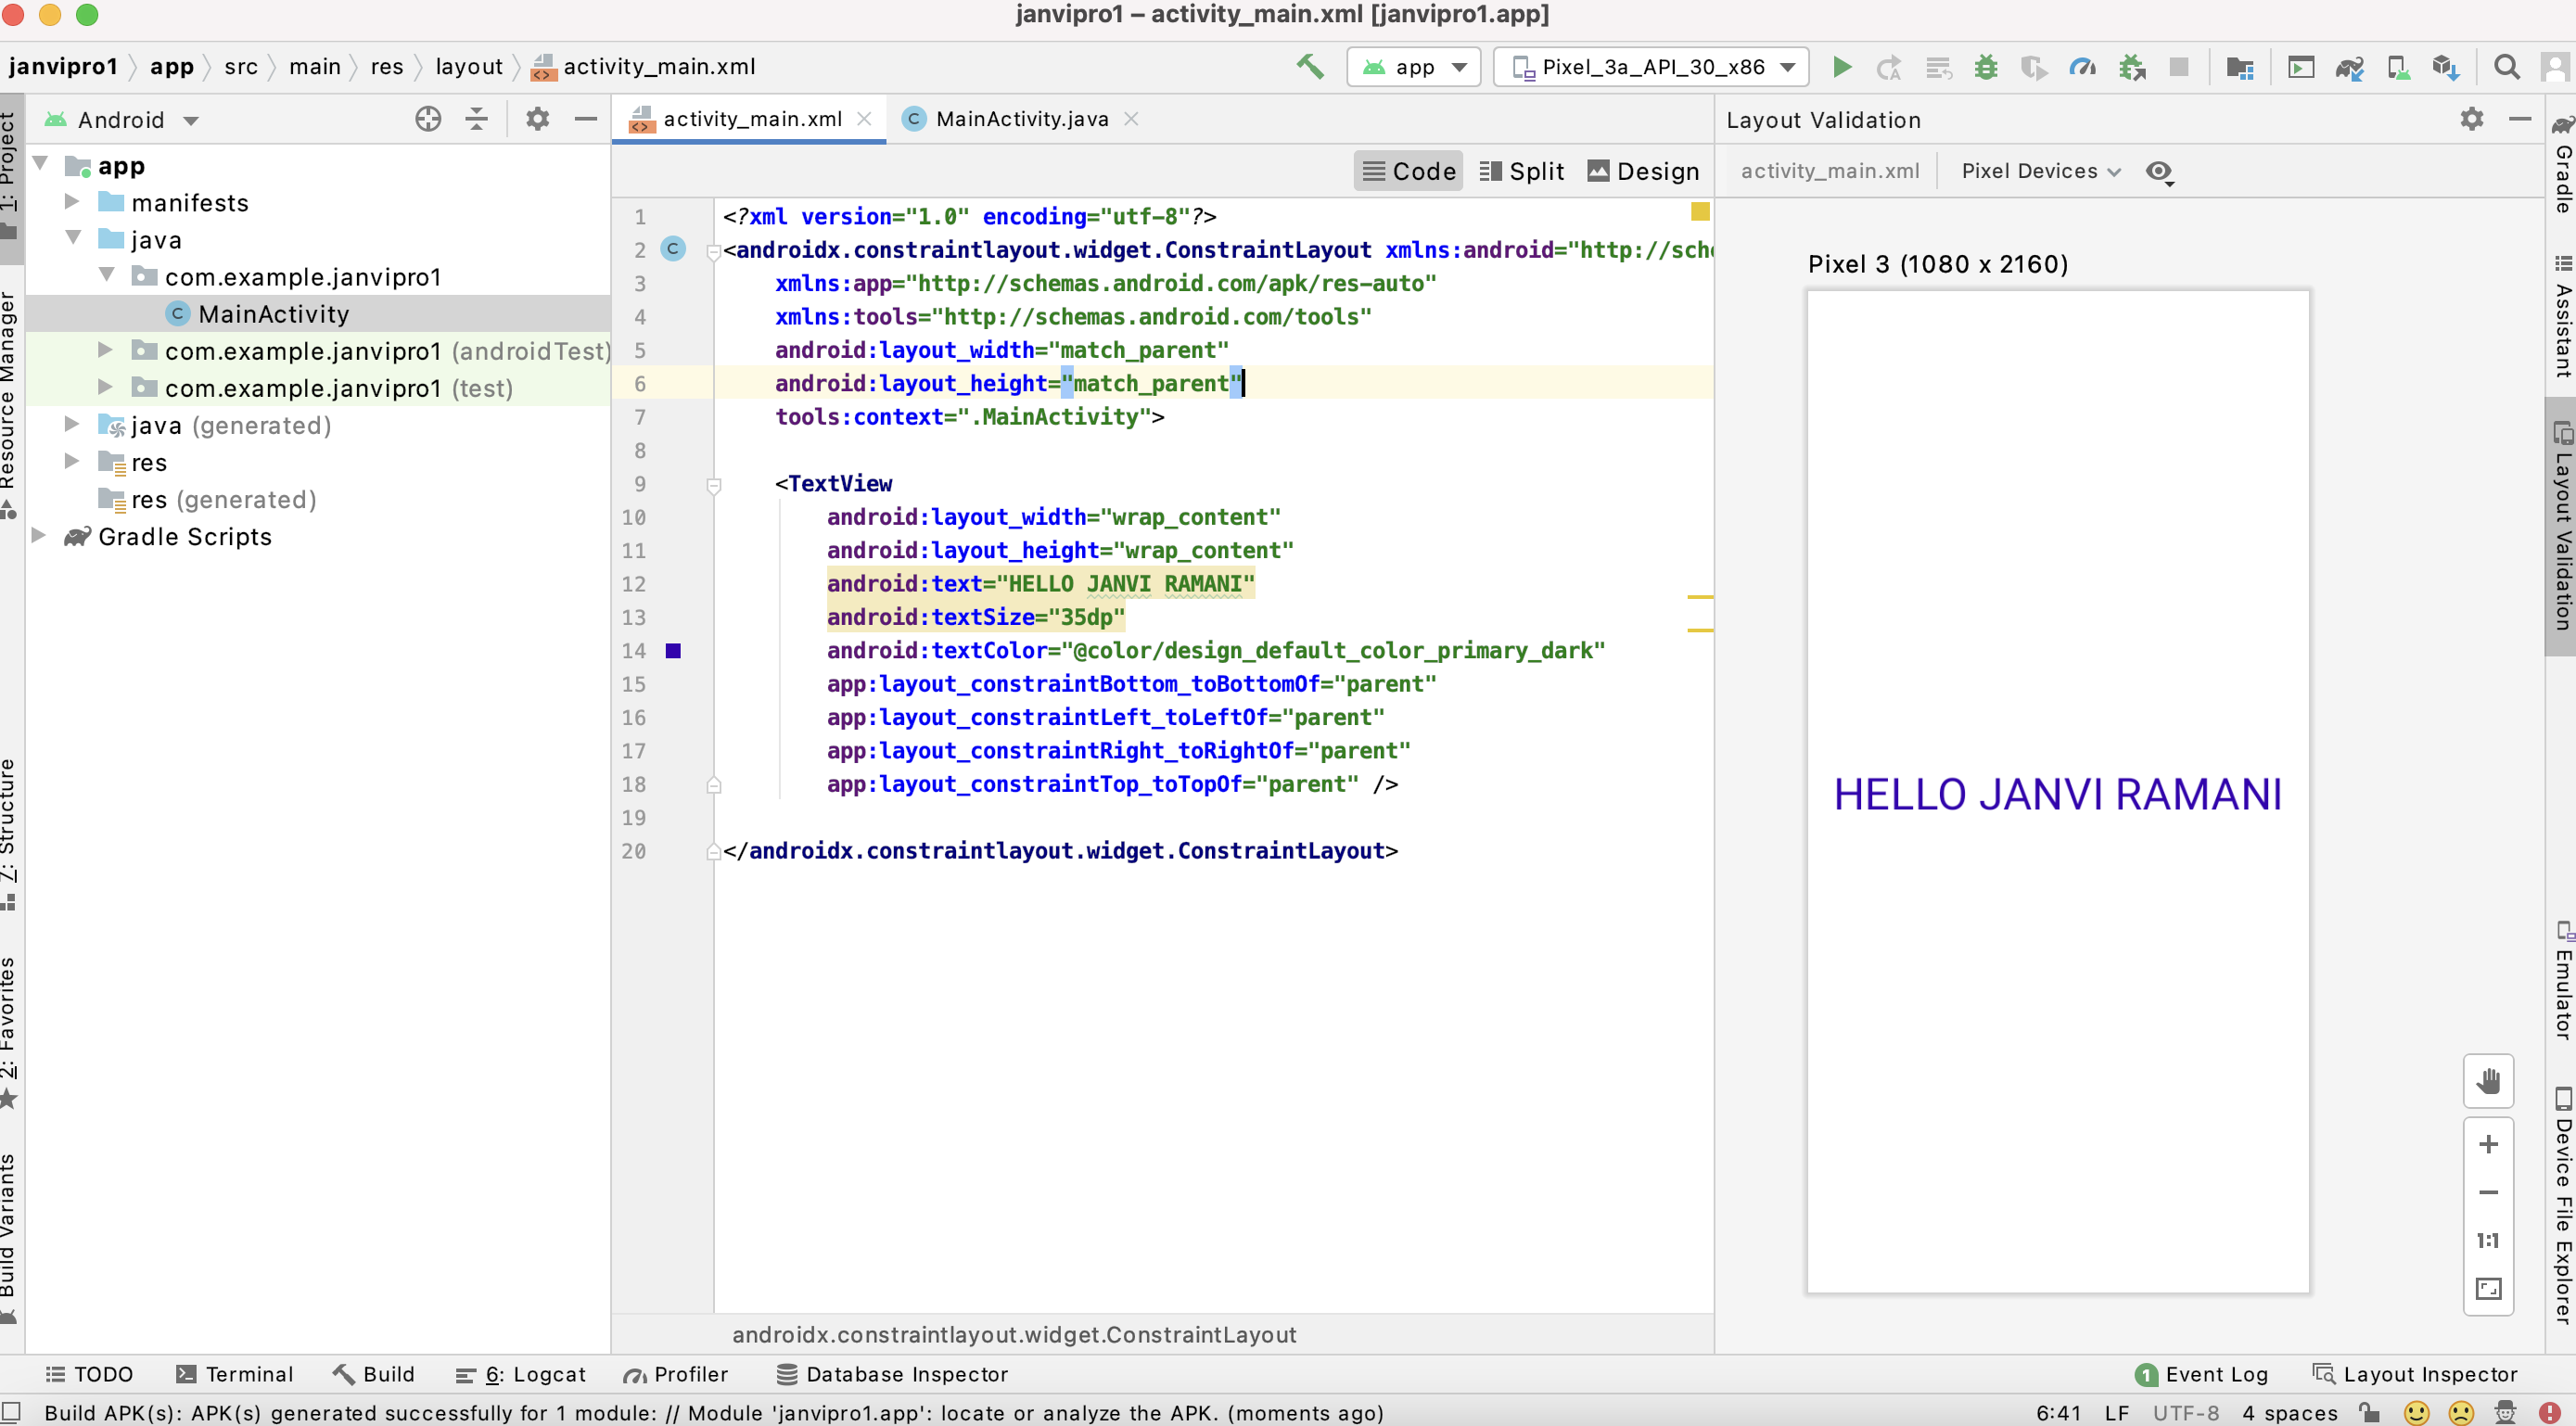 janvipro1 – activity_main.xml [janvipro1.app]
janvipro1 app src main res layout activity_main.xml
app Pixel_3a_API_30_x86
1: Project
Resource Manager
7: Structure
2: Favorites
Build Variants
Android
app
manifests
java
com.example.janvipro1
MainActivity
com.example.janvipro1 (androidTest)
com.example.janvipro1 (test)
java (generated)
res
res (generated)
Gradle Scripts
activity_main.xml MainActivity.java
Code Split Design
1 <?xml version="1.0" encoding="utf-8"?>
2 C <androidx.constraintlayout.widget.ConstraintLayout xmlns:android="http://sch
3 xmlns:app="http://schemas.android.com/apk/res-auto"
4 xmlns:tools="http://schemas.android.com/tools"
5 android:layout_width="match_parent"
6 android:layout_height="match_parent"
7 tools:context=".MainActivity">
8
9 <TextView
10 android:layout_width="wrap_content"
11 android:layout_height="wrap_content"
12 android:text="HELLO JANVI RAMANI"
13 android:textSize="35dp"
14 android:textColor="@color/design_default_color_primary_dark"
15 app:layout_constraintBottom_toBottomOf="parent"
16 app:layout_constraintLeft_toLeftOf="parent"
17 app:layout_constraintRight_toRightOf="parent"
18 app:layout_constraintTop_toTopOf="parent" />
19
20 </androidx.constraintlayout.widget.ConstraintLayout>
androidx.constraintlayout.widget.ConstraintLayout
Layout Validation
activity_main.xml Pixel Devices
Pixel 3 (1080 x 2160)
HELLO JANVI RAMANI
1:1
Gradle
Assistant
Layout Validation
Emulator
Device File Explorer
TODO Terminal Build 6: Logcat Profiler Database Inspector 1 Event Log Layout Inspector
Build APK(s): APK(s) generated successfully for 1 module: // Module 'janvipro1.app': locate or analyze the APK. (moments ago) 6:41 LF UTF-8 4 spaces